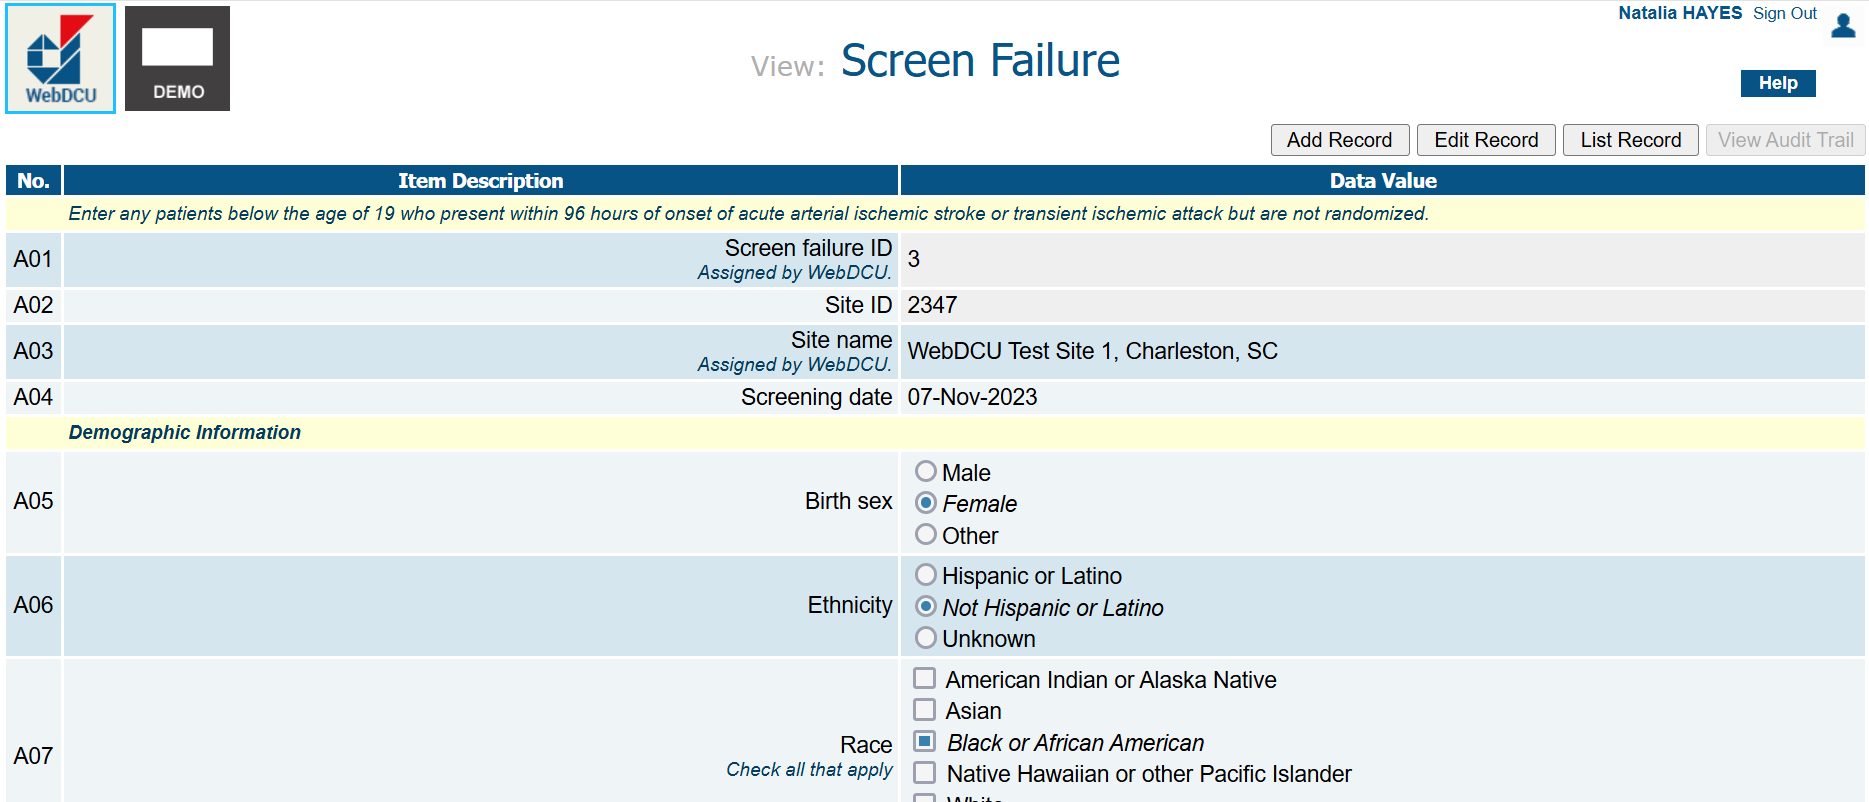 Natalia HAYES Sign Out
WebDCU
DEMO
View: Screen Failure
Help
Add Record Edit Record List Record View Audit Trail
No. Item Description Data Value
Enter any patients below the age of 19 who present within 96 hours of onset of acute arterial ischemic stroke or transient ischemic attack but are not randomized.
A01 Screen failure ID 3
Assigned by WebDCU.
A02 Site ID 2347
A03 Site name WebDCU Test Site 1, Charleston, SC
Assigned by WebDCU.
A04 Screening date 07-Nov-2023
Demographic Information
A05 Birth sex
Male
Female
Other
A06 Ethnicity
Hispanic or Latino
Not Hispanic or Latino
Unknown
A07 Race
Check all that apply
American Indian or Alaska Native
Asian
Black or African American
Native Hawaiian or other Pacific Islander
White